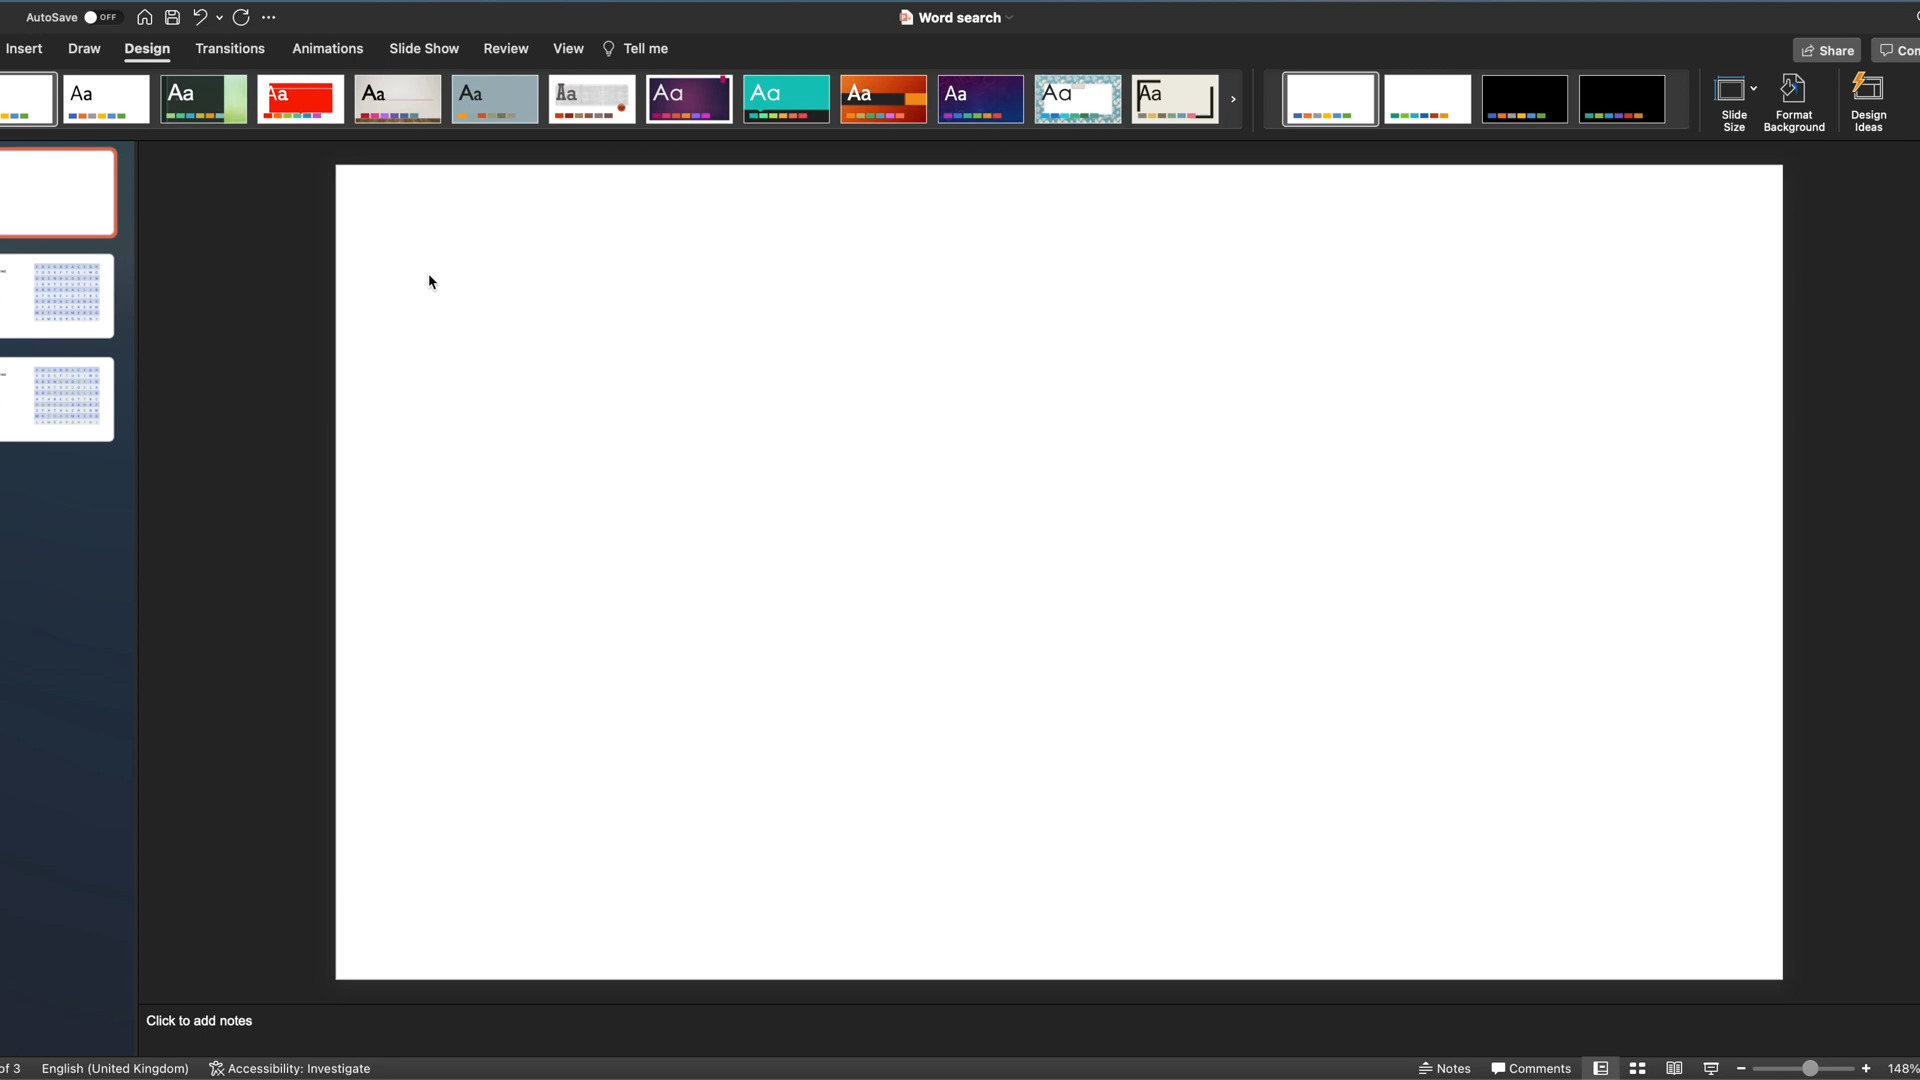 AutoSave OFF
Word search
Insert Draw Design Transitions Animations Slide Show Review View Tell me
Share
Aa Aa Aa Aa Aa Aa Aa Aa Aa Aa Aa Aa
Slide Size
Format Background
Design Ideas
Click to add notes
of 3 English (United Kingdom) Accessibility: Investigate Notes Comments 148%